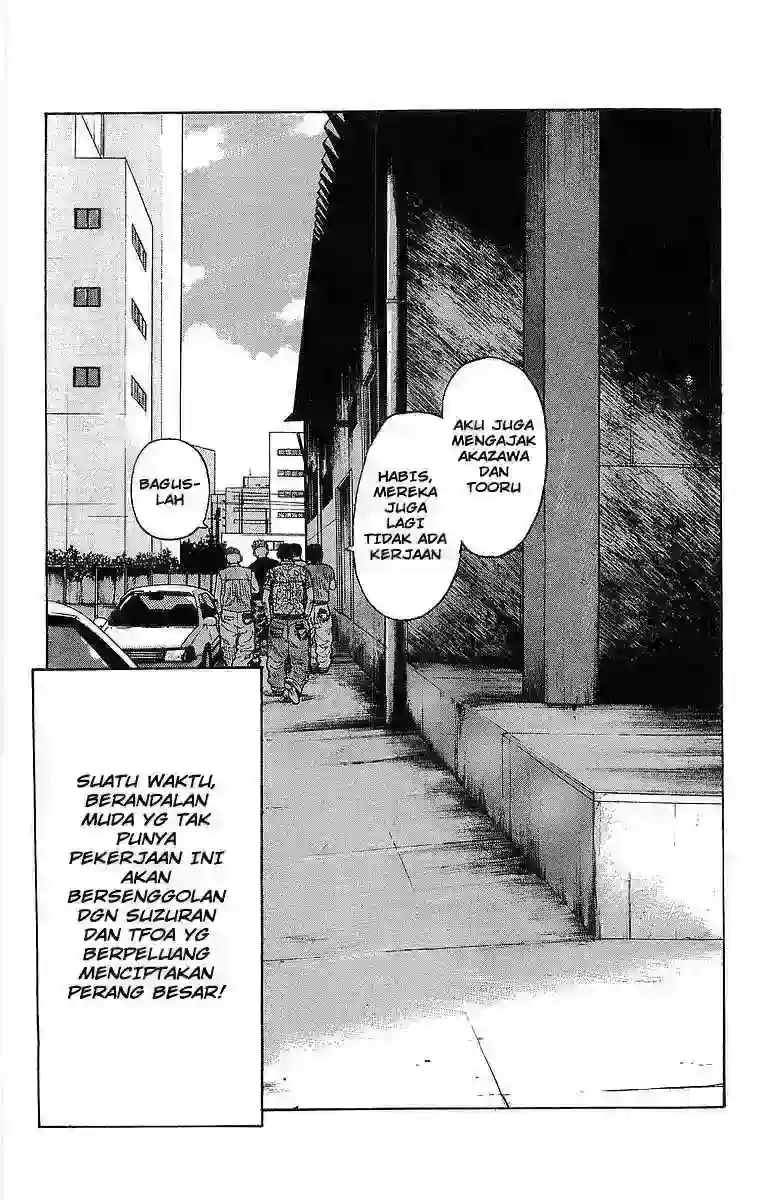 AKU JUGA
MENGAJAK
AKAZAWA
DAN
TOORU
HABIS,
MEREKA
JUGA
LAGI
TIDAK ADA
KERJAAN
BAGUS-
LAH
SUATU WAKTU,
BERANDALAN
MUDA YG TAK
PUNYA
PEKERJAAN INI
AKAN
BERSENGGOLAN
DGN SUZURAN
DAN TFOA YG
BERPELUANG
MENCIPTAKAN
PERANG BESAR!